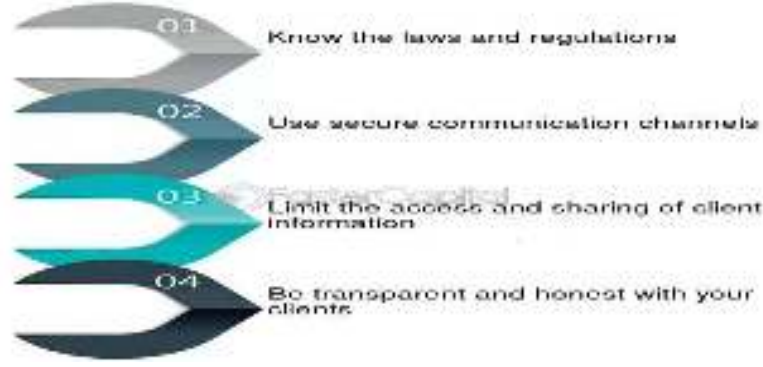 01
Know the laws and regulations
02
Use secure communication channels
03
FasterCapital
Limit the access and sharing of client
information
04
Be transparent and honest with your
clients